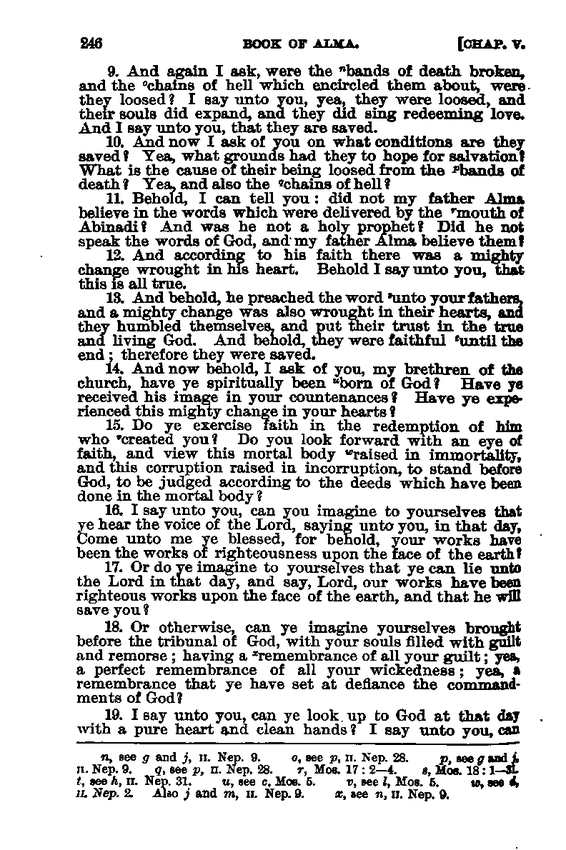 246 BOOK OF ALMA. [CHAP. V.
9. And again I ask, were the ⁿbands of death broken,
and the ᵒchains of hell which encircled them about, were
they loosed? I say unto you, yea, they were loosed, and
their souls did expand, and they did sing redeeming love.
And I say unto you, that they are saved.
10. And now I ask of you on what conditions are they
saved? Yea, what grounds had they to hope for salvation?
What is the cause of their being loosed from the ᵖbands of
death? Yea, and also the ᑫchains of hell?
11. Behold, I can tell you: did not my father Alma
believe in the words which were delivered by the ʳmouth of
Abinadi? And was he not a holy prophet? Did he not
speak the words of God, and my father Alma believe them?
12. And according to his faith there was a mighty
change wrought in his heart. Behold I say unto you, that
this is all true.
13. And behold, he preached the word ˢunto your fathers,
and a mighty change was also wrought in their hearts, and
they humbled themselves, and put their trust in the true
and living God. And behold, they were faithful ᵗuntil the
end; therefore they were saved.
14. And now behold, I ask of you, my brethren of the
church, have ye spiritually been ᵘborn of God? Have ye
received his image in your countenances? Have ye expe-
rienced this mighty change in your hearts?
15. Do ye exercise faith in the redemption of him
who ᵛcreated you? Do you look forward with an eye of
faith, and view this mortal body ʷraised in immortality,
and this corruption raised in incorruption, to stand before
God, to be judged according to the deeds which have been
done in the mortal body?
16. I say unto you, can you imagine to yourselves that
ye hear the voice of the Lord, saying unto you, in that day,
Come unto me ye blessed, for behold, your works have
been the works of righteousness upon the face of the earth?
17. Or do ye imagine to yourselves that ye can lie unto
the Lord in that day, and say, Lord, our works have been
righteous works upon the face of the earth, and that he will
save you?
18. Or otherwise, can ye imagine yourselves brought
before the tribunal of God, with your souls filled with guilt
and remorse; having a ˣremembrance of all your guilt; yea,
a perfect remembrance of all your wickedness; yea, a
remembrance that ye have set at defiance the command-
ments of God?
19. I say unto you, can ye look up to God at that day
with a pure heart and clean hands? I say unto you, can
n, see g and j, II. Nep. 9. o, see p, II. Nep. 28. p, see g and j,
II. Nep. 9. q, see p, II. Nep. 28. r, Mos. 17: 2—4. s, Mos. 18: 1—31.
t, see h, II. Nep. 31. u, see c, Mos. 5. v, see l, Mos. 5. w, see d,
II. Nep. 2. Also j and m, II. Nep. 9. x, see n, II. Nep. 9.